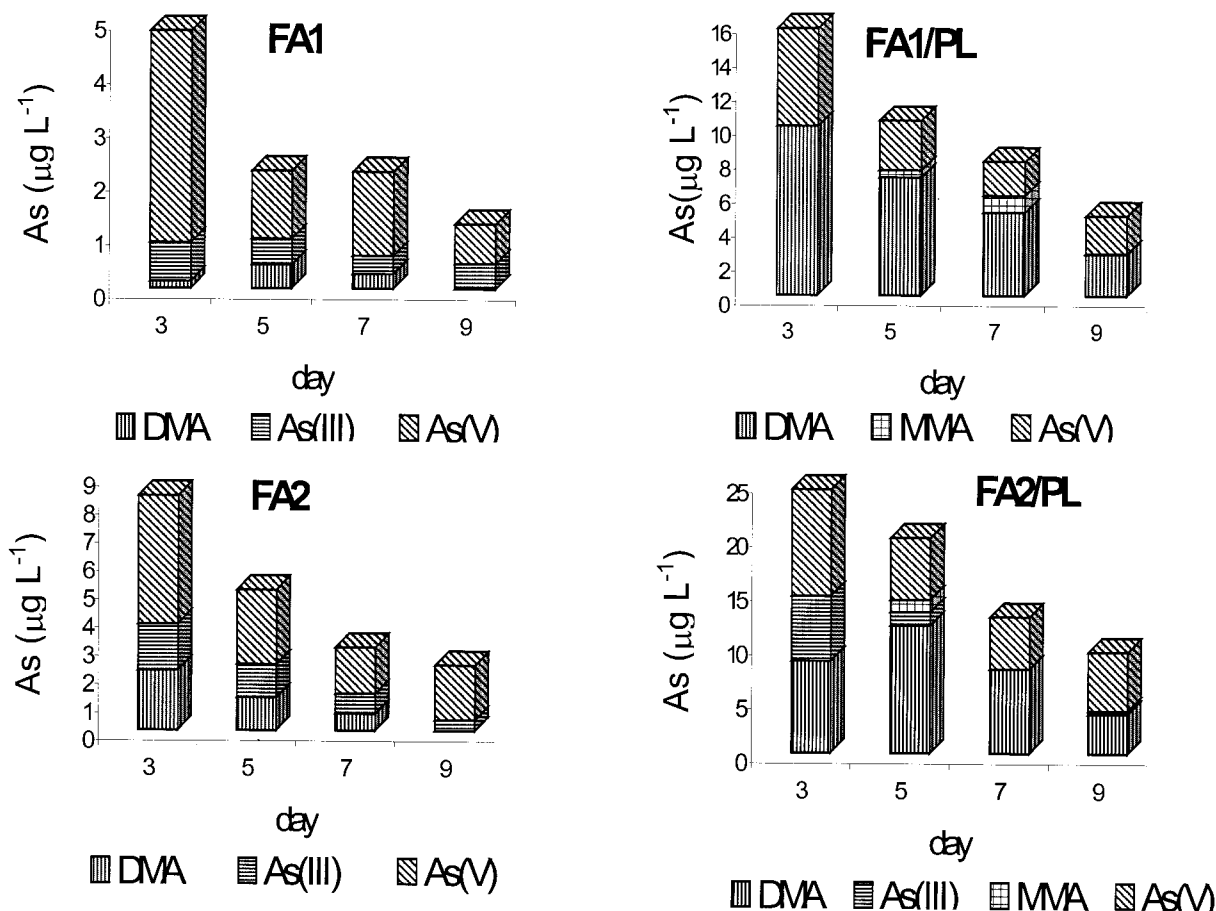 FA1
As (µg L⁻¹)
5
4
3
2
1
0
3 5 7 9
day
DMA As(III) As(V)
FA1/PL
As(µg L⁻¹)
16
14
12
10
8
6
4
2
0
3 5 7 9
day
DMA MMA As(V)
FA2
As (µg L⁻¹)
9
8
7
6
5
4
3
2
1
0
3 5 7 9
day
DMA As(III) As(V)
FA2/PL
As (µg L⁻¹)
25
20
15
10
5
0
3 5 7 9
day
DMA As(III) MMA As(V)